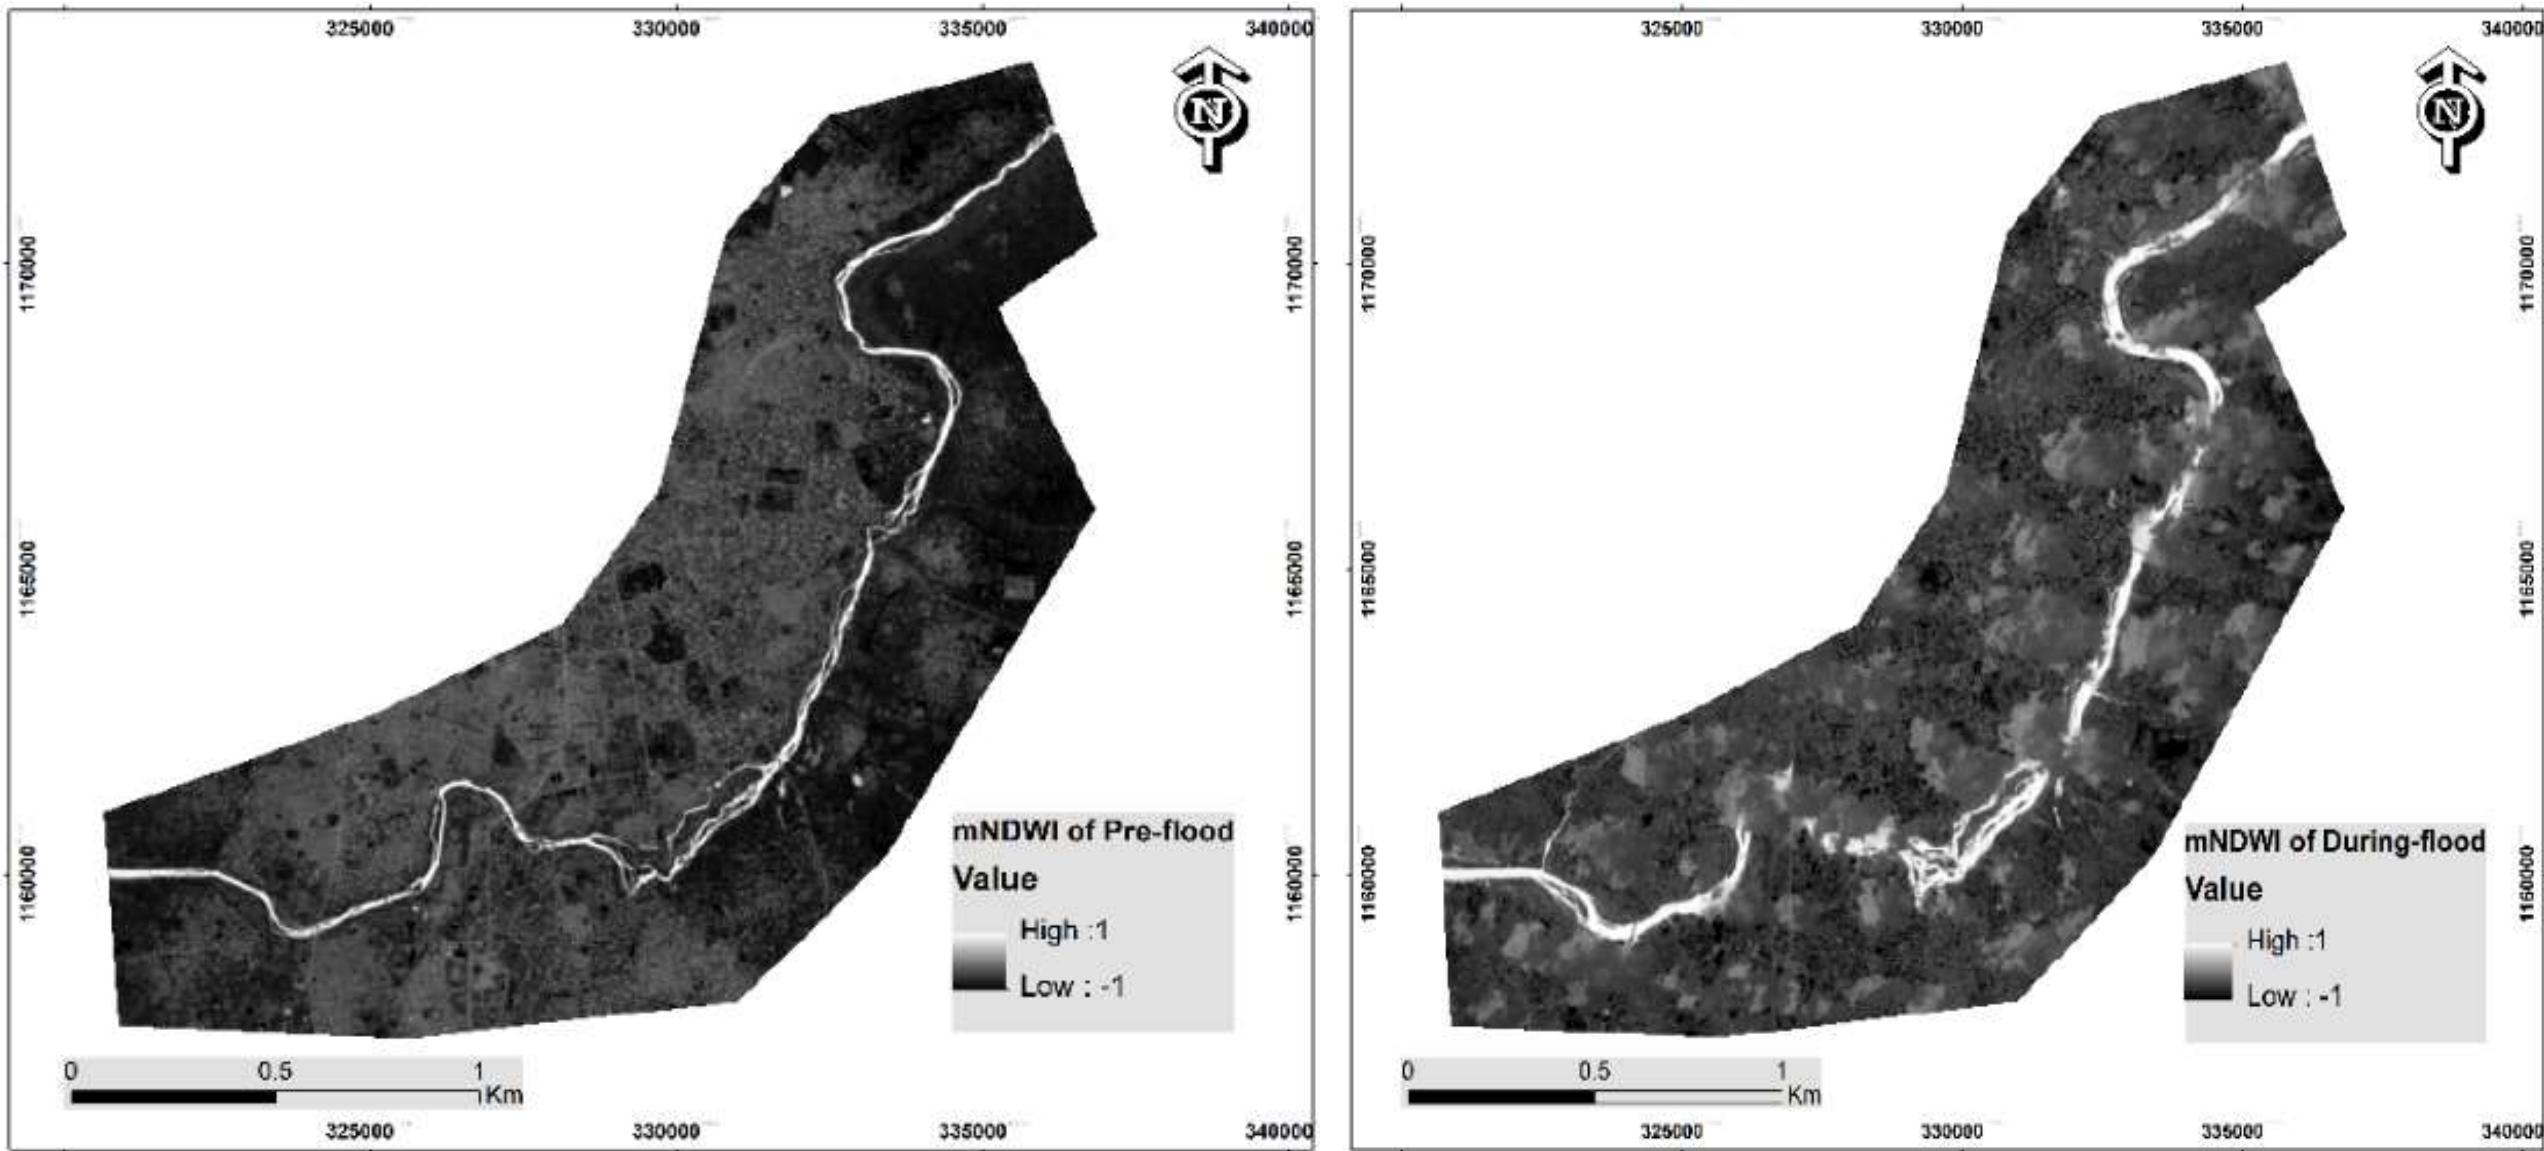 325000 330000 335000 340000
N
1170000 1170000
1165000 1165000
1160000 1160000
mNDWI of Pre-flood
Value
High :1
Low : -1
0 0.5 1
Km
325000 330000 335000 340000
325000 330000 335000 340000
N
1170000 1170000
1165000 1165000
1160000 1160000
mNDWI of During-flood
Value
High :1
Low : -1
0 0.5 1
Km
325000 330000 335000 340000